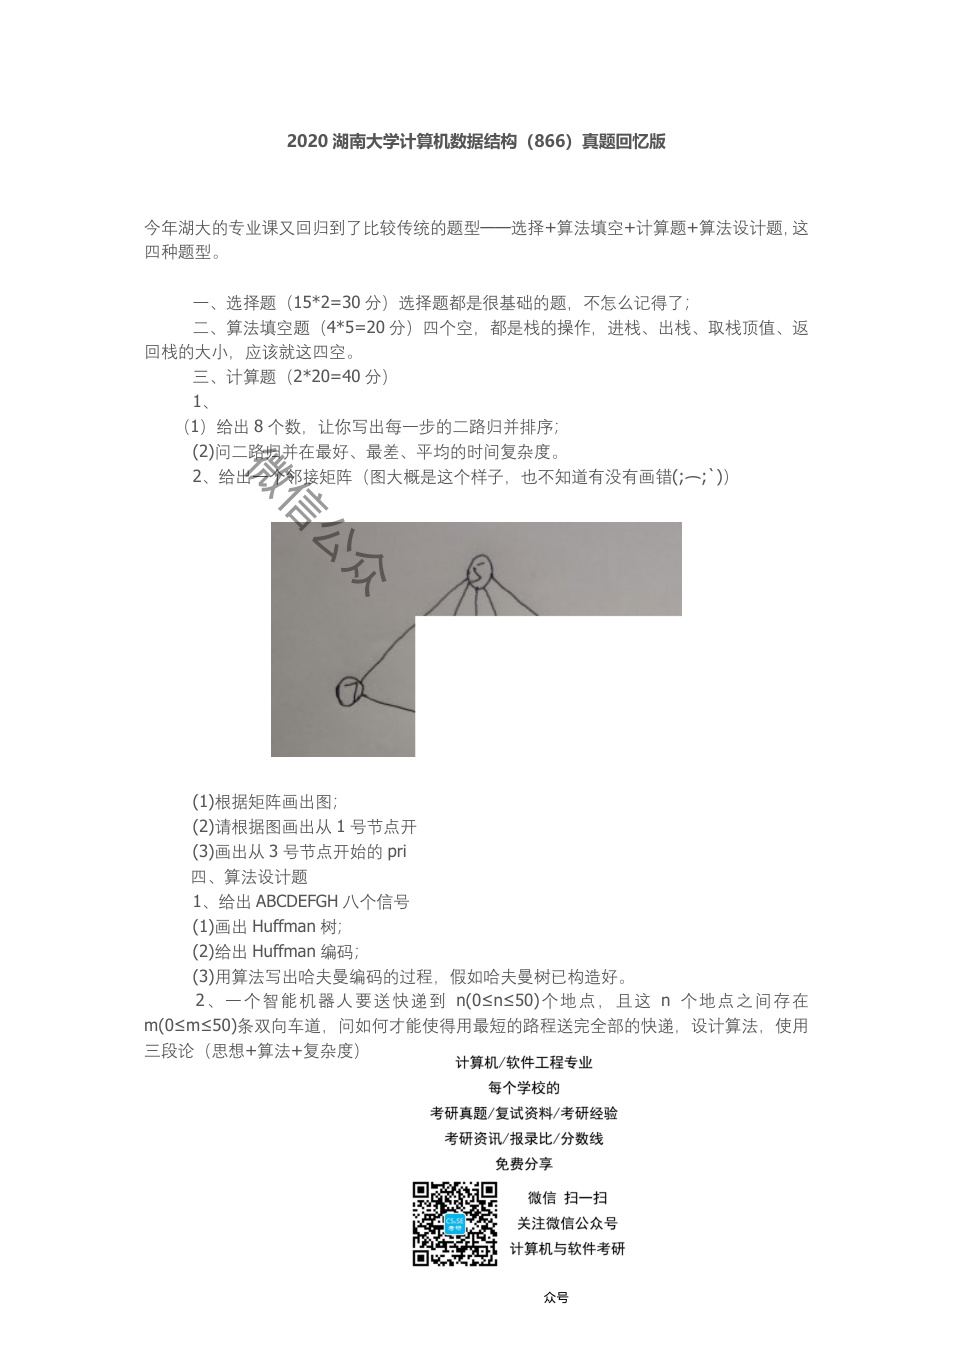 2020 湖南大学计算机数据结构（866）真题回忆版
今年湖大的专业课又回归到了比较传统的题型——选择+算法填空+计算题+算法设计题，这
四种题型。
一、选择题（15*2=30 分）选择题都是很基础的题，不怎么记得了；
二、算法填空题（4*5=20 分）四个空，都是栈的操作，进栈、出栈、取栈顶值、返
回栈的大小，应该就这四空。
三、计算题（2*20=40 分）
1、
（1）给出 8 个数，让你写出每一步的二路归并排序；
(2)问二路归并在最好、最差、平均的时间复杂度。
2、给出一个邻接矩阵（图大概是这个样子，也不知道有没有画错(;⌒;`)）
微信公众
5
7
(1)根据矩阵画出图；
(2)请根据图画出从 1 号节点开
(3)画出从 3 号节点开始的 pri
四、算法设计题
1、给出 ABCDEFGH 八个信号
(1)画出 Huffman 树；
(2)给出 Huffman 编码；
(3)用算法写出哈夫曼编码的过程，假如哈夫曼树已构造好。
2、一个智能机器人要送快递到 n(0≤n≤50)个地点，且这 n 个地点之间存在
m(0≤m≤50)条双向车道，问如何才能使得用最短的路程送完全部的快递，设计算法，使用
三段论（思想+算法+复杂度）
计算机/软件工程专业
每个学校的
考研真题/复试资料/考研经验
考研资讯/报录比/分数线
免费分享
微信 扫一扫
关注微信公众号
计算机与软件考研
CS-SE
考研
众号